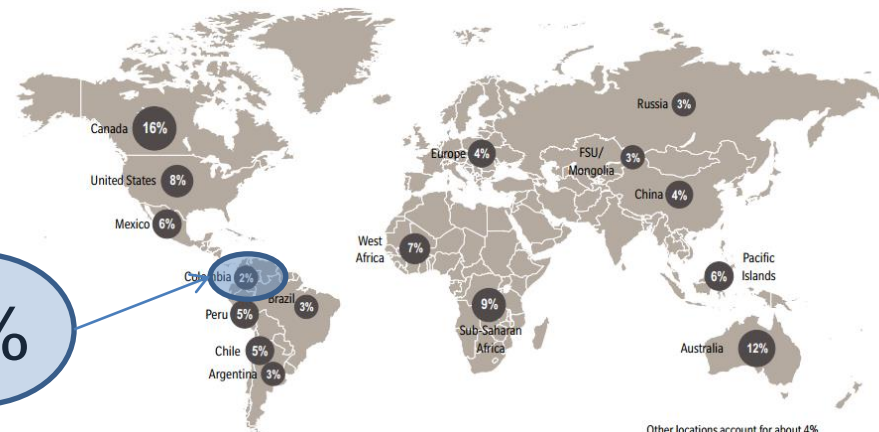 Canada 16%
United States 8%
Mexico 6%
Colombia 2%
Brazil 3%
Peru 5%
Chile 5%
Argentina 3%
%
Europe 4%
West
Africa
7%
9%
Sub-Saharan
Africa
Russia 3%
FSU/
Mongolia
3%
China 4%
Pacific
Islands
6%
Australia 12%
Other locations account for about 4%